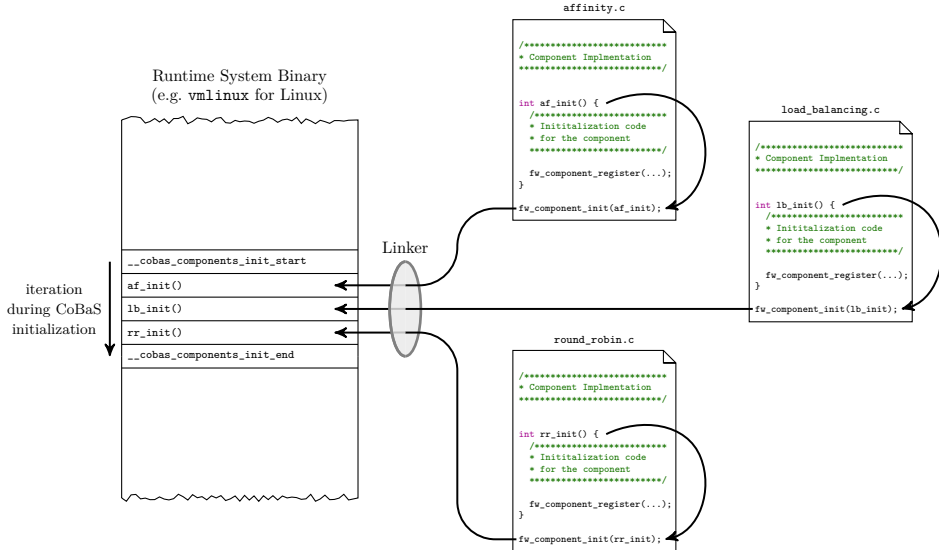 affinity.c
/***************************
* Component Implmentation
***************************/
int af_init() {
/*************************
* Inititalization code
* for the component
*************************/
fw_component_register(...);
}
fw_component_init(af_init);
Runtime System Binary
(e.g. vmlinux for Linux)
load_balancing.c
/***************************
* Component Implmentation
***************************/
int lb_init() {
/*************************
* Inititalization code
* for the component
*************************/
fw_component_register(...);
}
fw_component_init(lb_init);
Linker
__cobas_components_init_start
af_init()
lb_init()
rr_init()
__cobas_components_init_end
iteration
during CoBaS
initialization
round_robin.c
/***************************
* Component Implmentation
***************************/
int rr_init() {
/*************************
* Inititalization code
* for the component
*************************/
fw_component_register(...);
}
fw_component_init(rr_init);